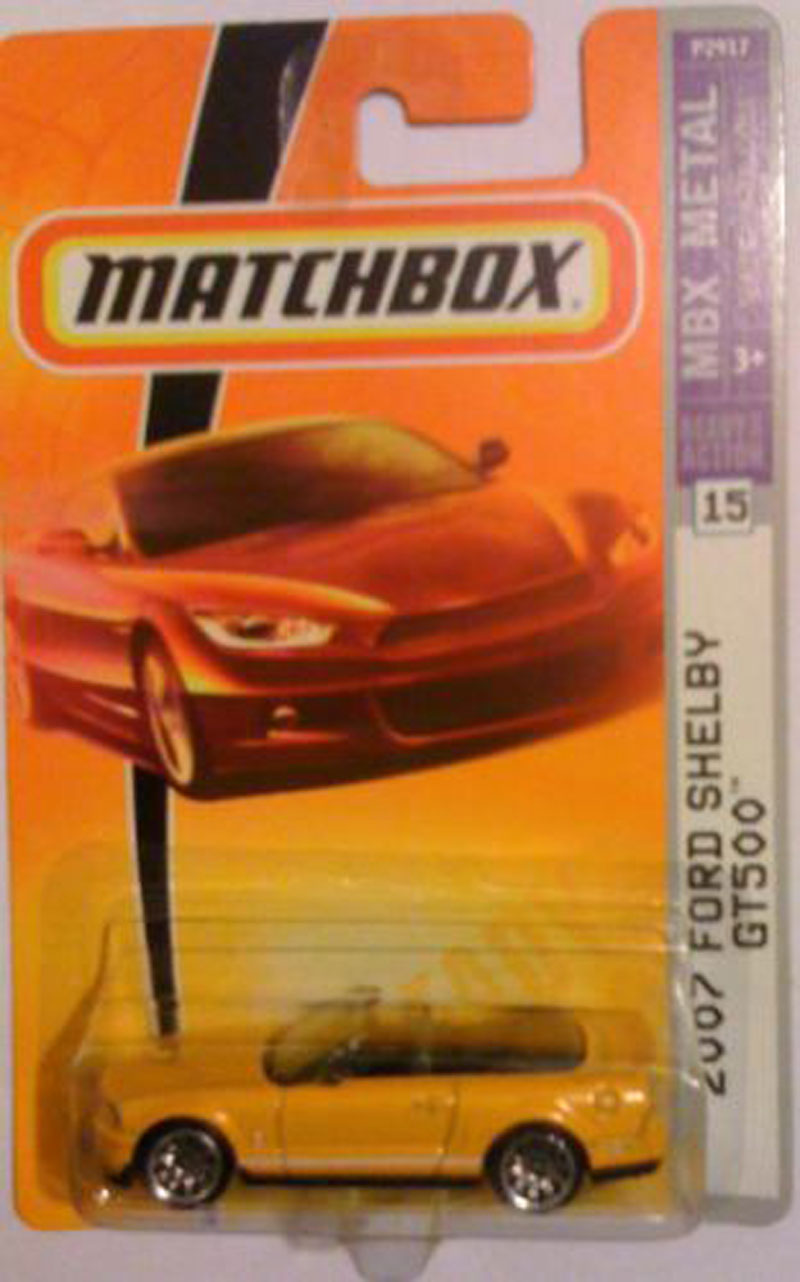 P2917
MATCHBOX
MBX METAL
3+
15
2007 FORD SHELBY
GT500™